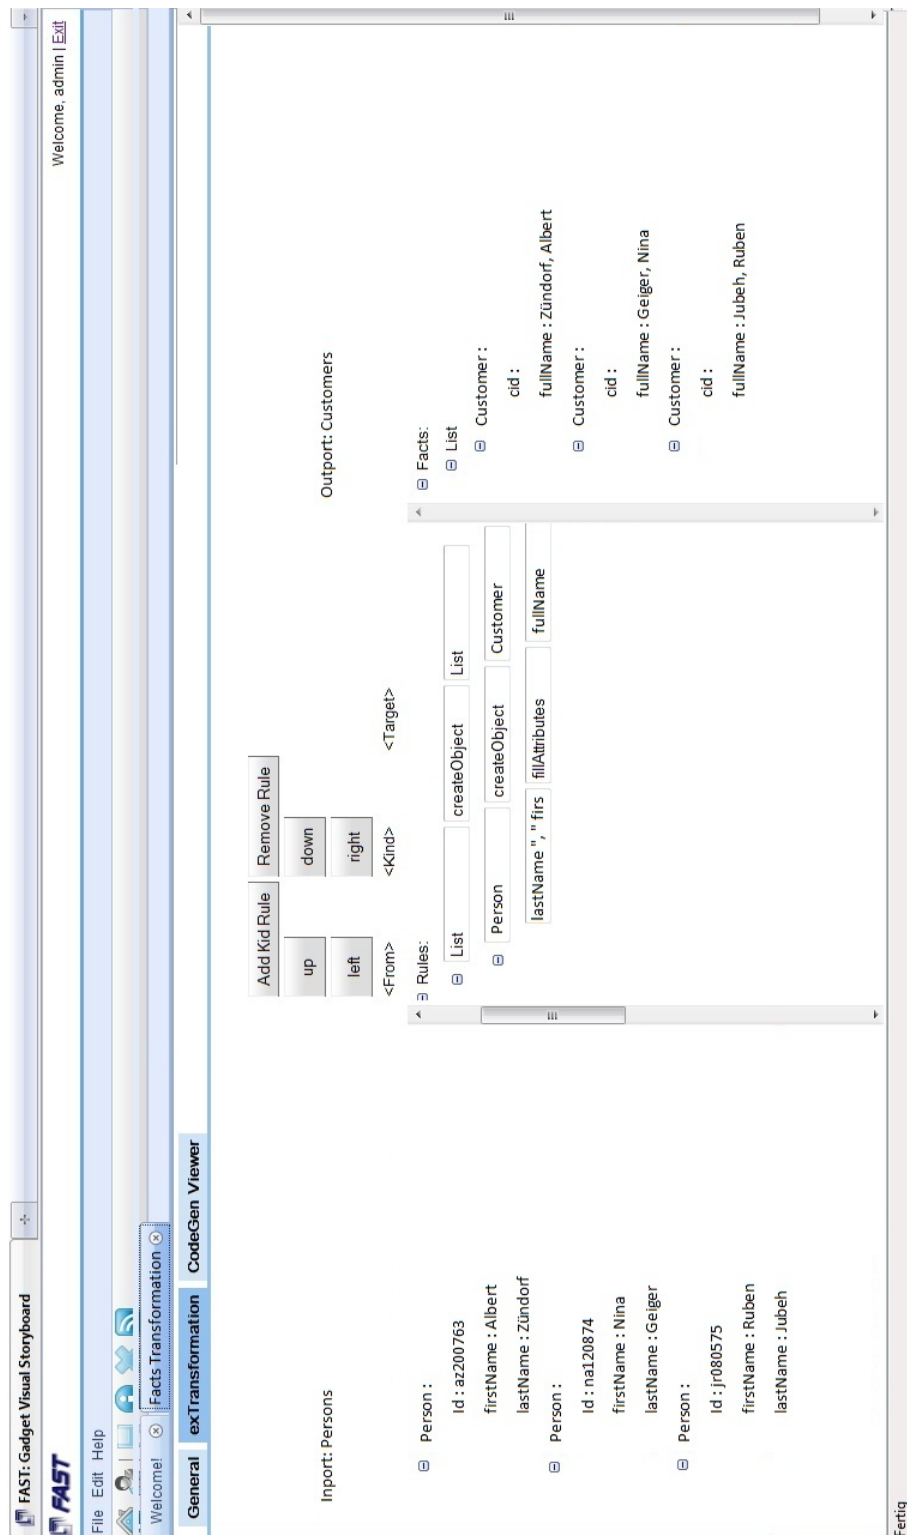 FAST: Gadget Visual Storyboard
FAST
Welcome, admin | Exit
File Edit Help
Welcome!
Facts Transformation
General
exTransformation
CodeGen Viewer
Add Kid Rule
Remove Rule
up
down
left
right
Inport: Persons
<From>
<Kind>
<Target>
Outport: Customers
Person :
Id : az200763
firstName : Albert
lastName : Zündorf
Person :
Id : na120874
firstName : Nina
lastName : Geiger
Person :
Id : jr080575
firstName : Ruben
lastName : Jubeh
Rules:
List
createObject
List
Person
createObject
Customer
lastName ", " firs
fillAttributes
fullName
Facts:
List
Customer :
cid :
fullName : Zündorf, Albert
Customer :
cid :
fullName : Geiger, Nina
Customer :
cid :
fullName : Jubeh, Ruben
Fertig